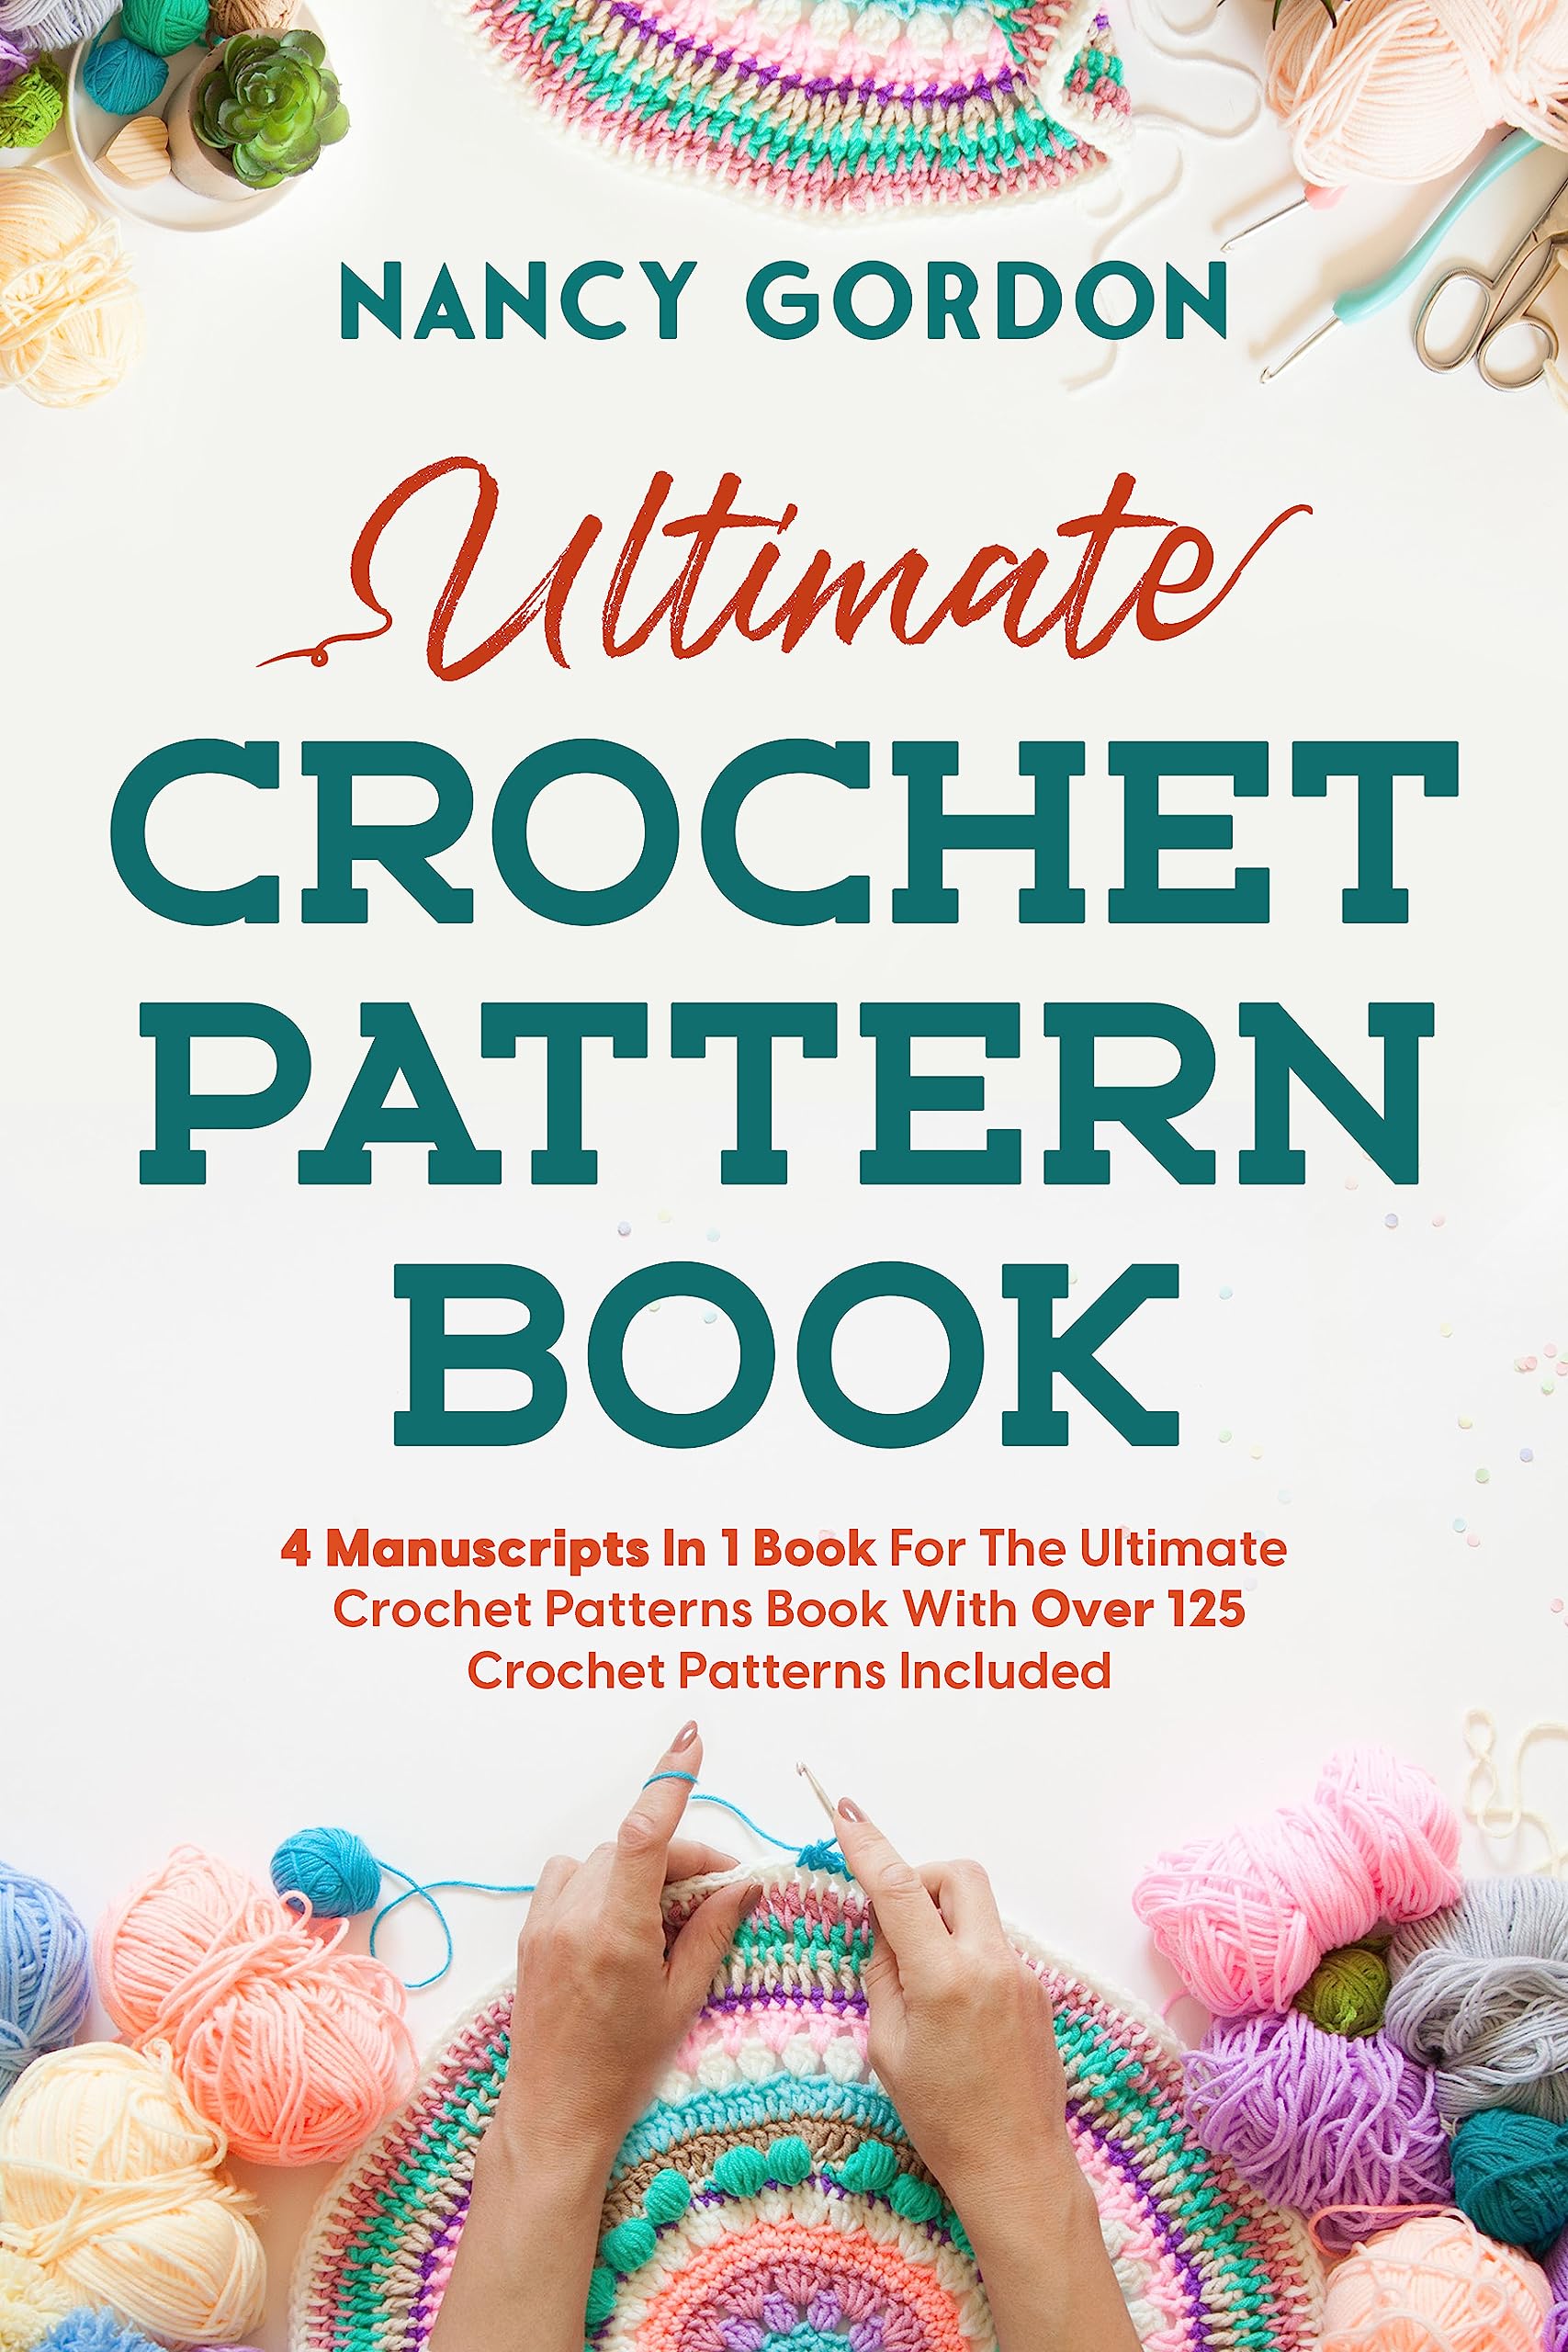 NANCY GORDON
Ultimate
CROCHET
PATTERN
BOOK
4 Manuscripts In 1 Book For The Ultimate
Crochet Patterns Book With Over 125
Crochet Patterns Included